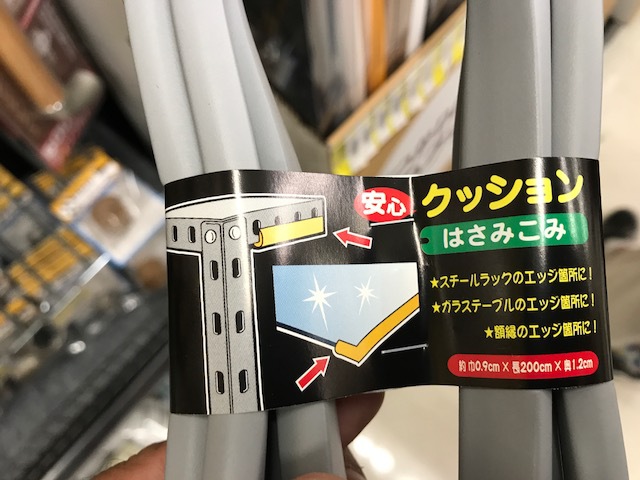 安心
クッション
はさみこみ
★スチールラックのエッジ箇所に!
★ガラステーブルのエッジ箇所に!
★額縁のエッジ箇所に!
約巾0.9cm×長200cm×奥1.2cm